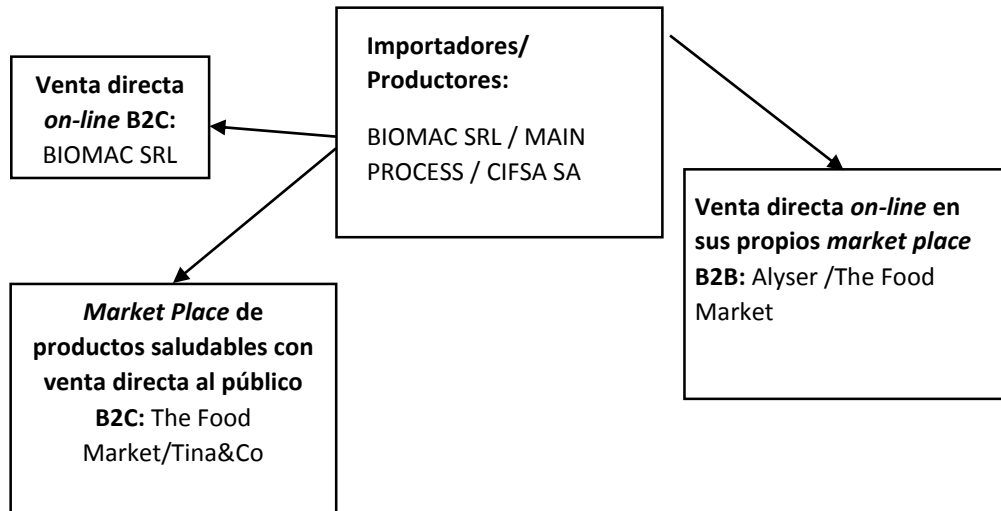 Importadores/
Productores:
BIOMAC SRL / MAIN
PROCESS / CIFSA SA
Venta directa
on-line B2C:
BIOMAC SRL
Venta directa on-line en
sus propios market place
B2B: Alyser /The Food
Market
Market Place de
productos saludables con
venta directa al público
B2C: The Food
Market/Tina&Co